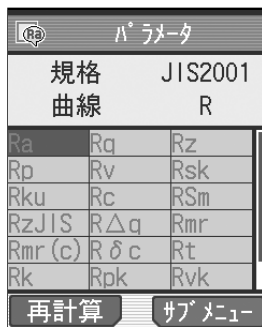 Ra パラメータ
規格 JIS2001
曲線 R
Ra Rq Rz
Rp Rv Rsk
Rku Rc RSm
RzJIS R△q Rmr
Rmr(c) Rδc Rt
Rk Rpk Rvk
再計算 サブメニュー